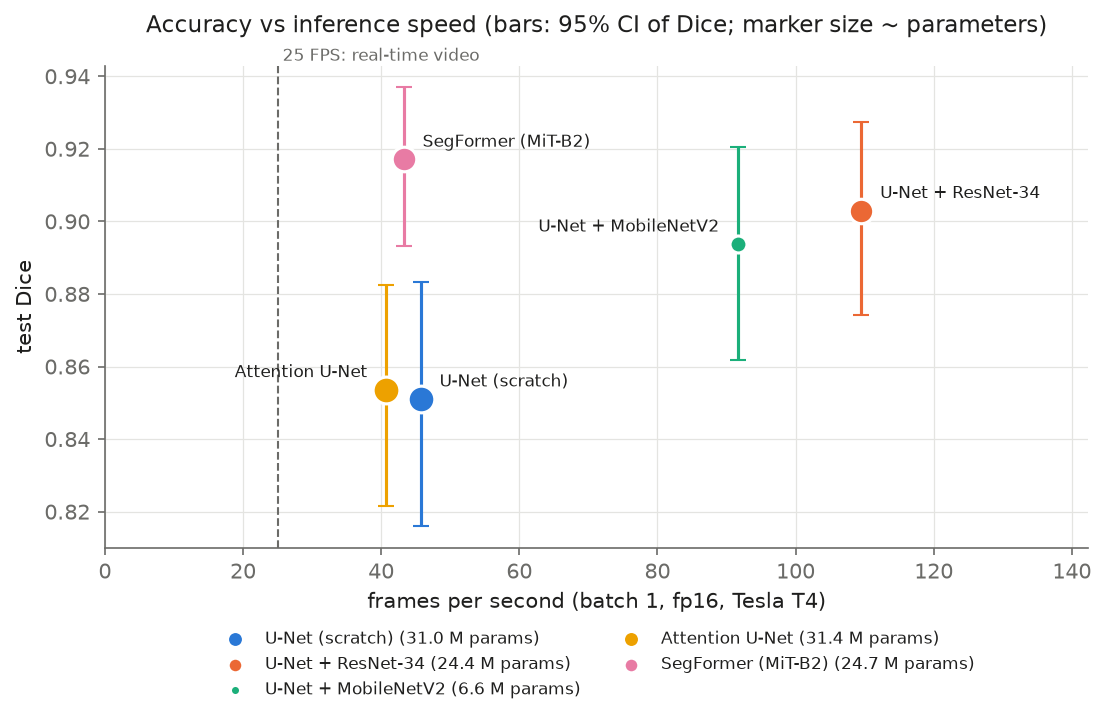 Accuracy vs inference speed (bars: 95% CI of Dice; marker size ~ parameters)
25 FPS: real-time video
0.94
0.92
0.90
0.88
0.86
0.84
0.82
test Dice
SegFormer (MiT-B2)
U-Net + ResNet-34
U-Net + MobileNetV2
Attention U-Net
U-Net (scratch)
0 20 40 60 80 100 120 140
frames per second (batch 1, fp16, Tesla T4)
U-Net (scratch) (31.0 M params) Attention U-Net (31.4 M params)
U-Net + ResNet-34 (24.4 M params) SegFormer (MiT-B2) (24.7 M params)
U-Net + MobileNetV2 (6.6 M params)